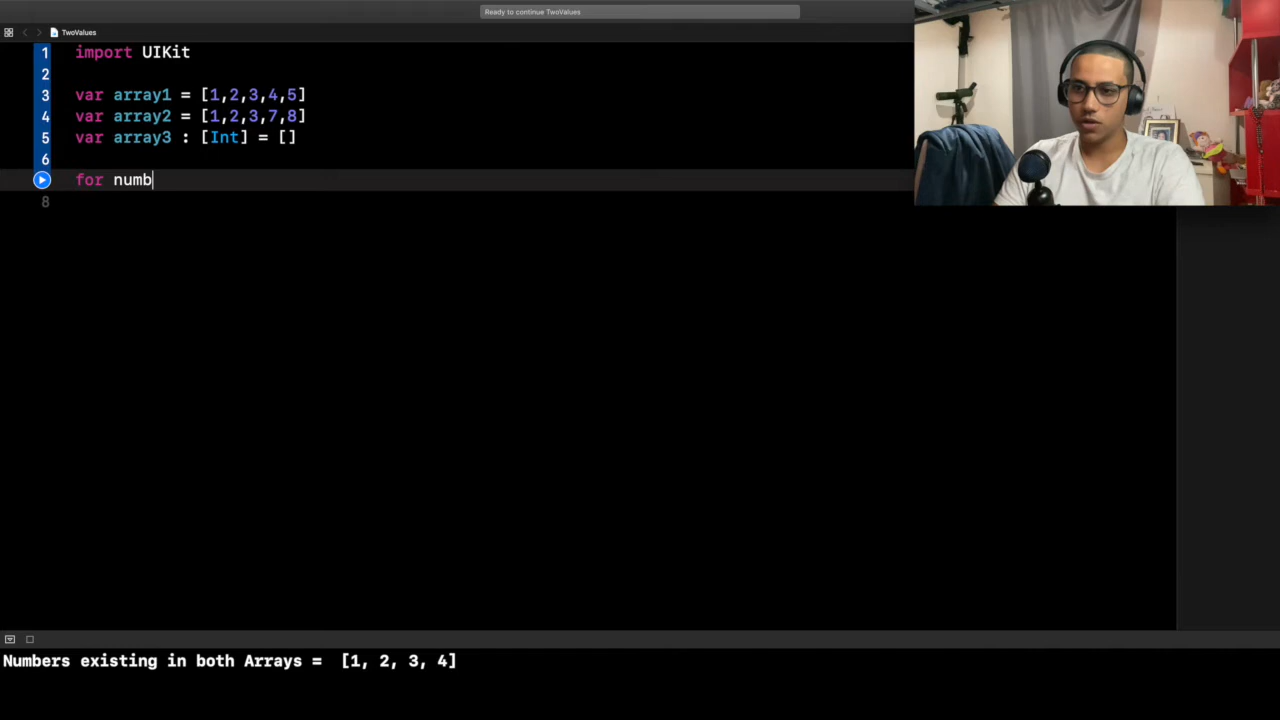 Ready to continue TwoValues
TwoValues
1 import UIKit
2
3 var array1 = [1,2,3,4,5]
4 var array2 = [1,2,3,7,8]
5 var array3 : [Int] = []
6
for numb
8
Numbers existing in both Arrays =  [1, 2, 3, 4]